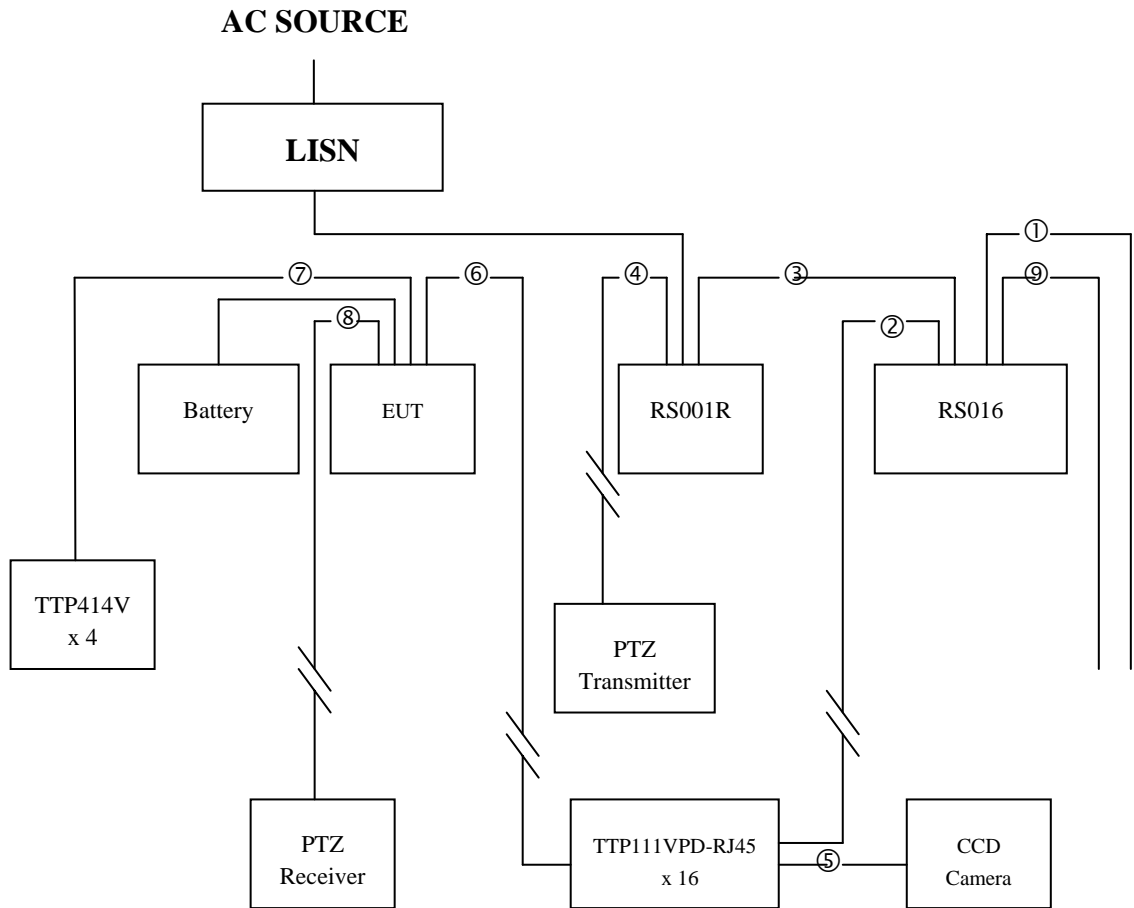 AC SOURCE
LISN
①
⑦
⑥
④
③
⑨
⑧
②
Battery
EUT
RS001R
RS016
TTP414V
x 4
PTZ
Transmitter
PTZ
Receiver
TTP111VPD-RJ45
x 16
⑤
CCD
Camera